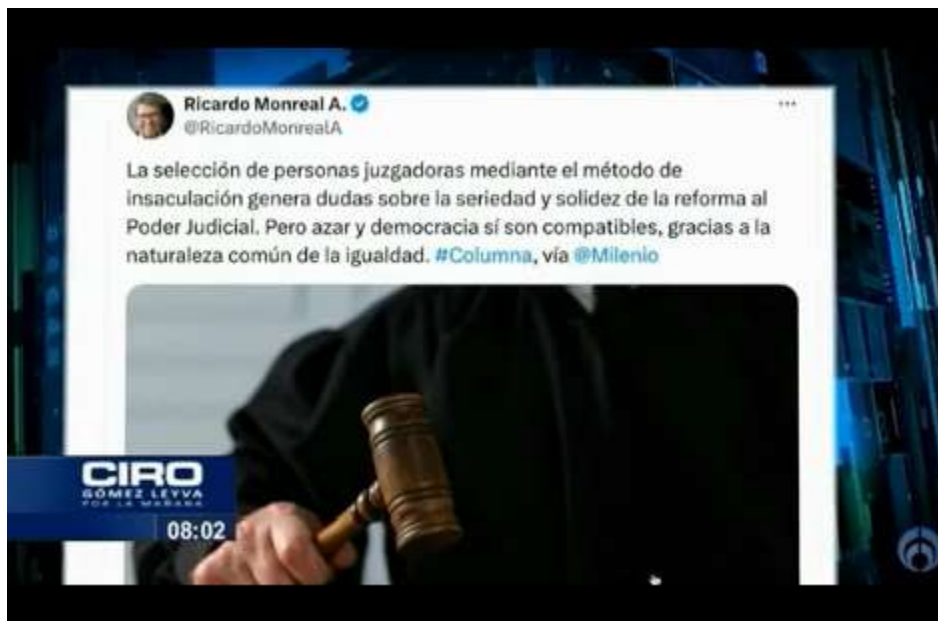 Ricardo Monreal A.
@RicardoMonrealA
La selección de personas juzgadoras mediante el método de
insaculación genera dudas sobre la seriedad y solidez de la reforma al
Poder Judicial. Pero azar y democracia sí son compatibles, gracias a la
naturaleza común de la igualdad. #Columna, vía @Milenio
CIRO
GÓMEZ LEYVA
POR LA MAÑANA
08:02